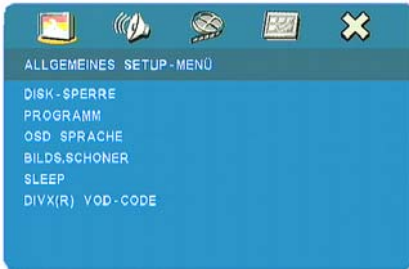 ALLGEMEINES SETUP-MENÜ
DISK-SPERRE
PROGRAMM
OSD SPRACHE
BILDS.SCHONER
SLEEP
DIVX(R) VOD-CODE